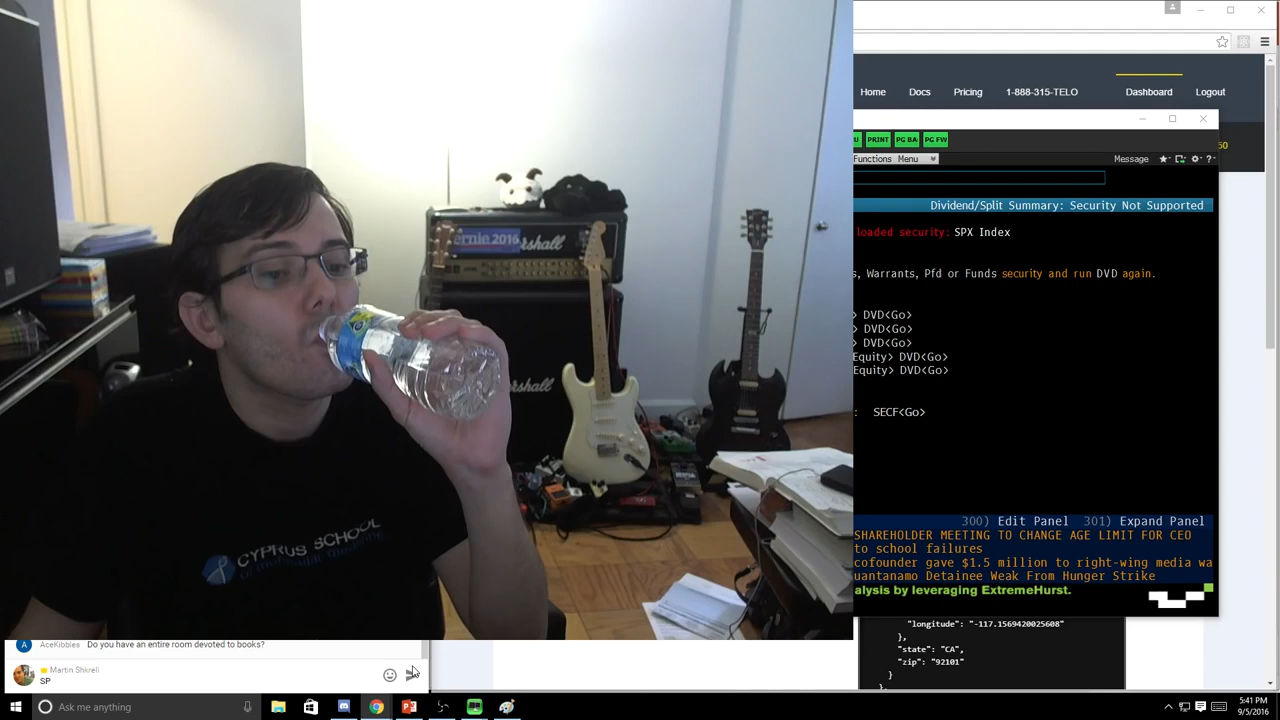 Home Docs Pricing 1-888-315-TELO Dashboard Logout
PRINT PG BA PG FW
Functions Menu Message
Dividend/Split Summary: Security Not Supported
loaded security: SPX Index
s, Warrants, Pfd or Funds security and run DVD again.
> DVD<Go>
> DVD<Go>
> DVD<Go>
Equity> DVD<Go>
Equity> DVD<Go>
: SECF<Go>
300) Edit Panel 301) Expand Panel
SHAREHOLDER MEETING TO CHANGE AGE LIMIT FOR CEO
to school failures
cofounder gave $1.5 million to right-wing media wa
uantanamo Detainee Weak From Hunger Strike
alysis by leveraging ExtremeHurst.
"longitude": "-117.1569420025608"
},
"state": "CA",
"zip": "92101"
}
},
ernie 2016
Marshall
Marshall
CYPRUS SCHOOL
A AceKibbles Do you have an entire room devoted to books?
Martin Shkreli
SP
Ask me anything
5:41 PM
9/5/2016